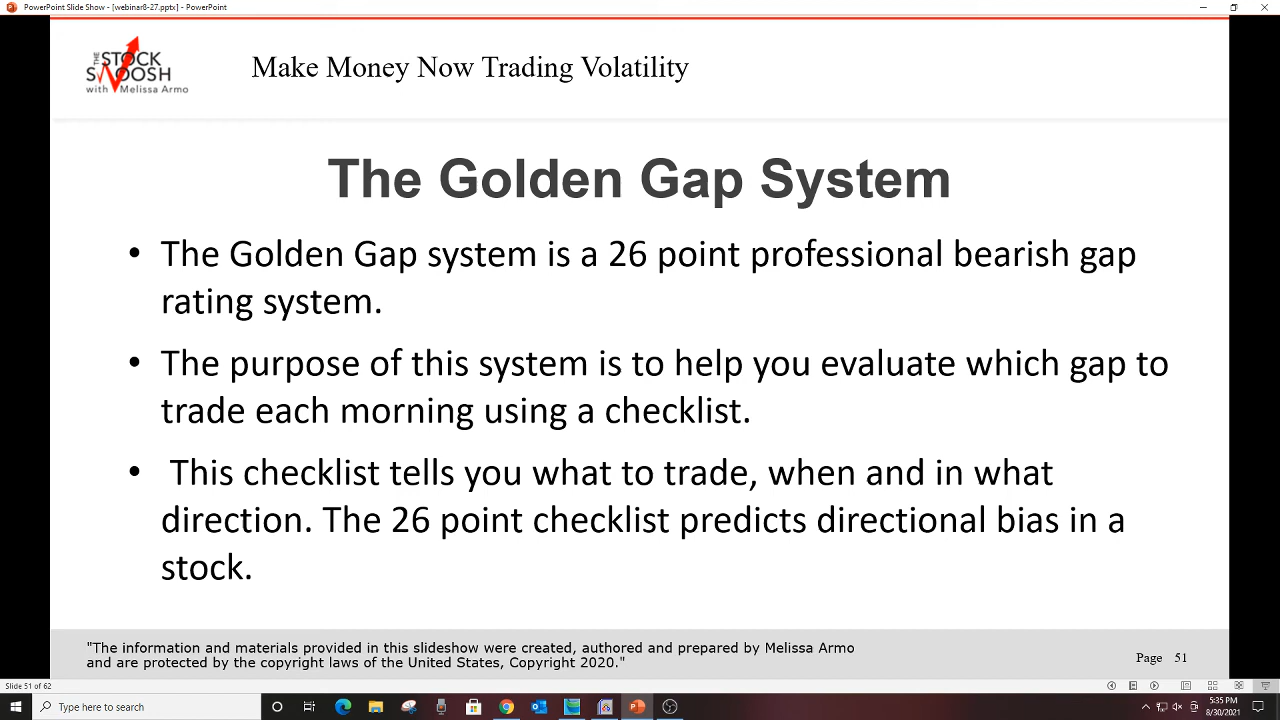 PowerPoint Slide Show - [webinar8-27.pptx] - PowerPoint
THE
STOCK
SWOOSH
with Melissa Armo
Make Money Now Trading Volatility
The Golden Gap System
• The Golden Gap system is a 26 point professional bearish gap
rating system.
• The purpose of this system is to help you evaluate which gap to
trade each morning using a checklist.
• This checklist tells you what to trade, when and in what
direction. The 26 point checklist predicts directional bias in a
stock.
"The information and materials provided in this slideshow were created, authored and prepared by Melissa Armo
and are protected by the copyright laws of the United States, Copyright 2020."
Page 51
Slide 51 of 62
Type here to search
5:35 PM
8/30/2021